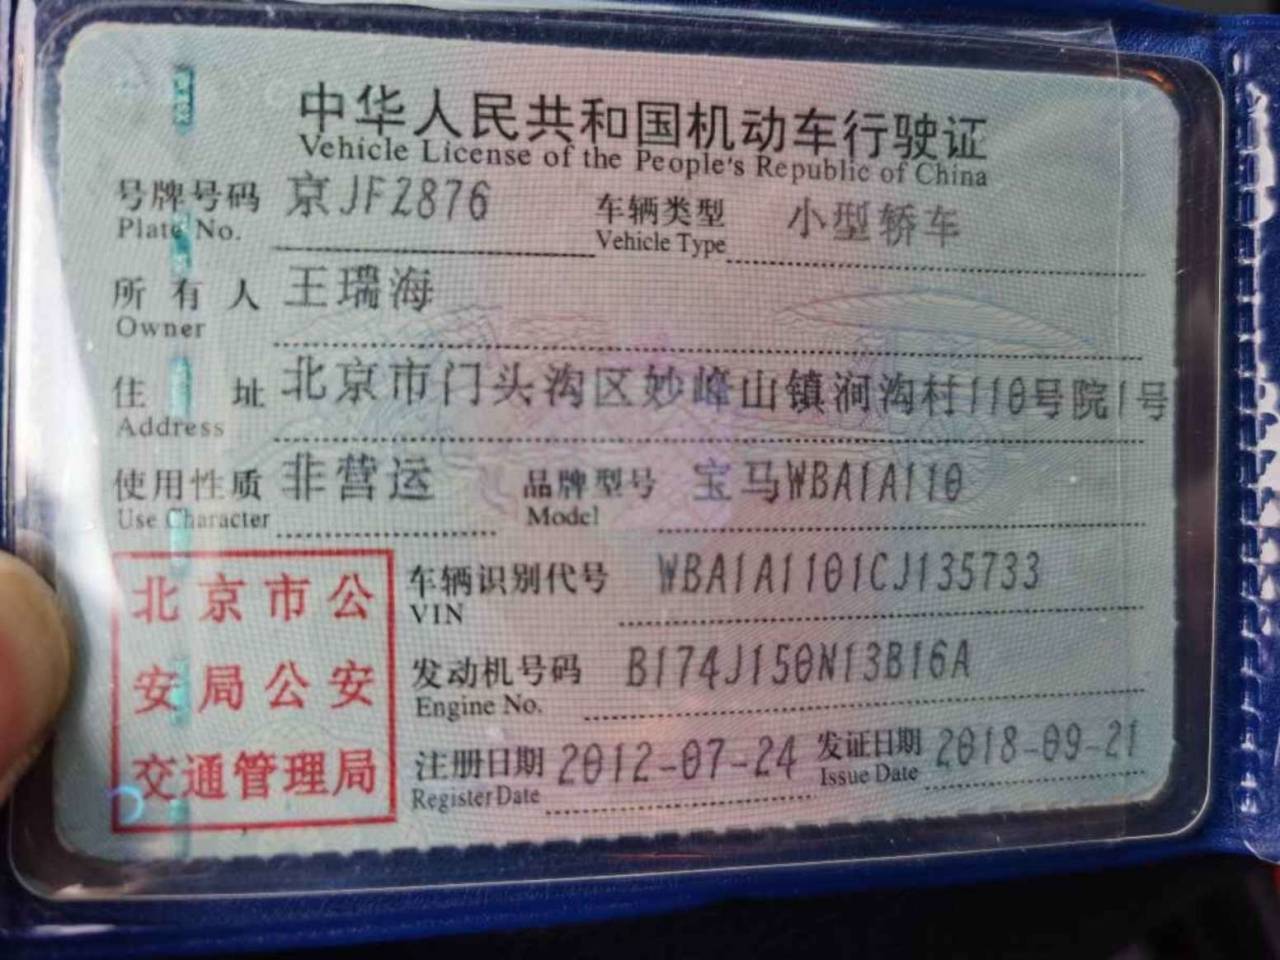 中华人民共和国机动车行驶证
Vehicle License of the People's Republic of China
号牌号码 京JF2876 车辆类型 小型轿车
Plate No. Vehicle Type
所有人 王瑞海
Owner
住址 北京市门头沟区妙峰山镇涧沟村110号院1号
Address
使用性质 非营运 品牌型号 宝马WBA1A110
Use Character Model
北京市公
安局公安
交通管理局
车辆识别代号 WBA1A1101CJ135733
VIN
发动机号码 B174J150N13B16A
Engine No.
注册日期 2012-07-24 发证日期 2018-09-21
Register Date Issue Date